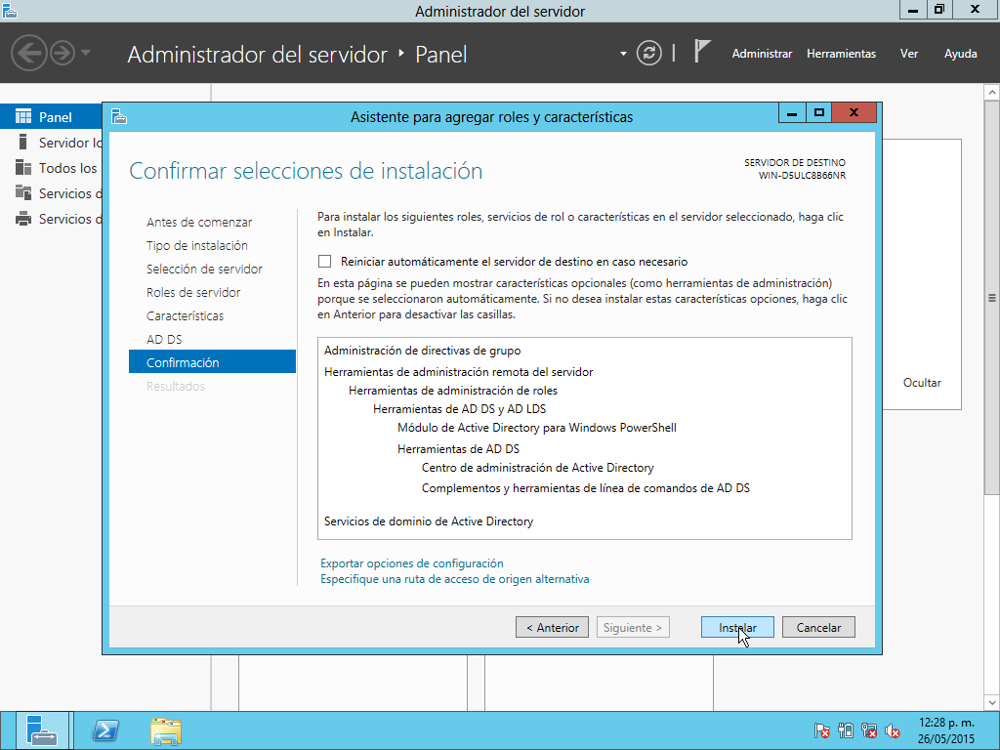 Administrador del servidor
Administrador del servidor ‣ Panel
Administrar
Herramientas
Ver
Ayuda
Panel
Servidor lo
Todos los
Servicios d
Servicios d
Asistente para agregar roles y características
Confirmar selecciones de instalación
SERVIDOR DE DESTINO
WIN-D5ULC8B66NR
Antes de comenzar
Tipo de instalación
Selección de servidor
Roles de servidor
Características
AD DS
Confirmación
Resultados
Para instalar los siguientes roles, servicios de rol o características en el servidor seleccionado, haga clic
en Instalar.
Reiniciar automáticamente el servidor de destino en caso necesario
En esta página se pueden mostrar características opcionales (como herramientas de administración)
porque se seleccionaron automáticamente. Si no desea instalar estas características opciones, haga clic
en Anterior para desactivar las casillas.
Administración de directivas de grupo
Herramientas de administración remota del servidor
Herramientas de administración de roles
Herramientas de AD DS y AD LDS
Módulo de Active Directory para Windows PowerShell
Herramientas de AD DS
Centro de administración de Active Directory
Complementos y herramientas de línea de comandos de AD DS
Servicios de dominio de Active Directory
Exportar opciones de configuración
Especifique una ruta de acceso de origen alternativa
Ocultar
< Anterior
Siguiente >
Instalar
Cancelar
12:28 p. m.
26/05/2015